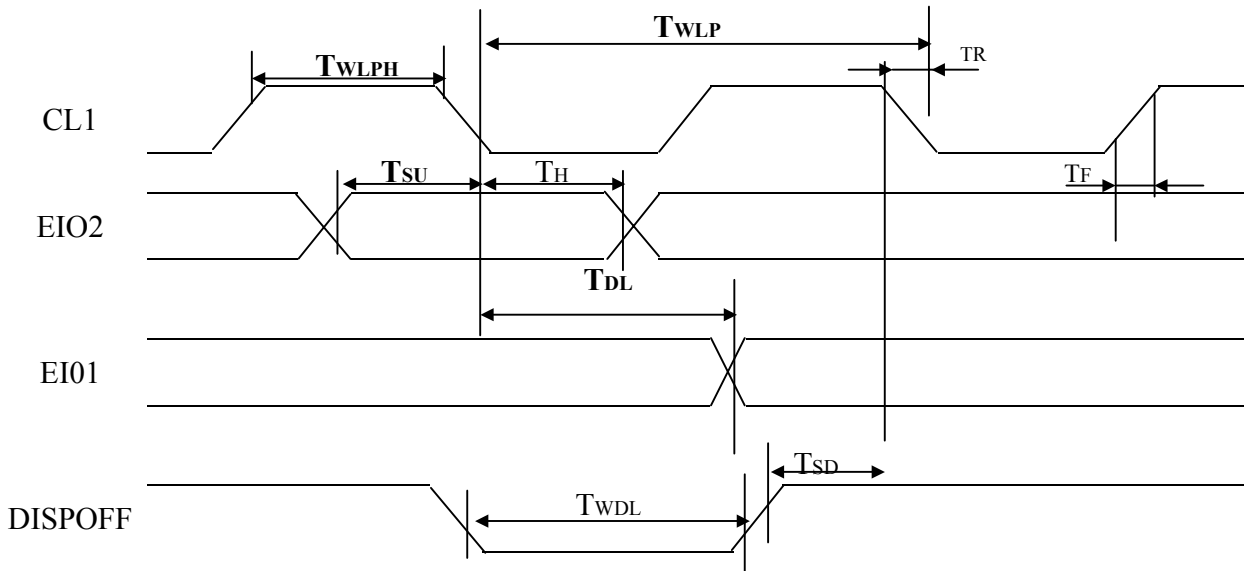 TWLP
TR
TWLPH
CL1
TSU
TH
TF
EIO2
TDL
EI01
TSD
TWDL
DISPOFF